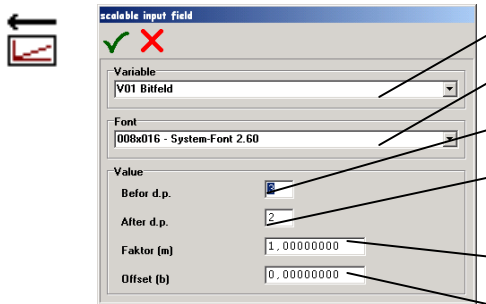 scalable input field
Variable
V01 Bitfeld
Font
008x016 - System-Font 2.60
Value
Befor d.p.
3
After d.p.
2
Faktor (m)
1,00000000
Offset (b)
0,00000000